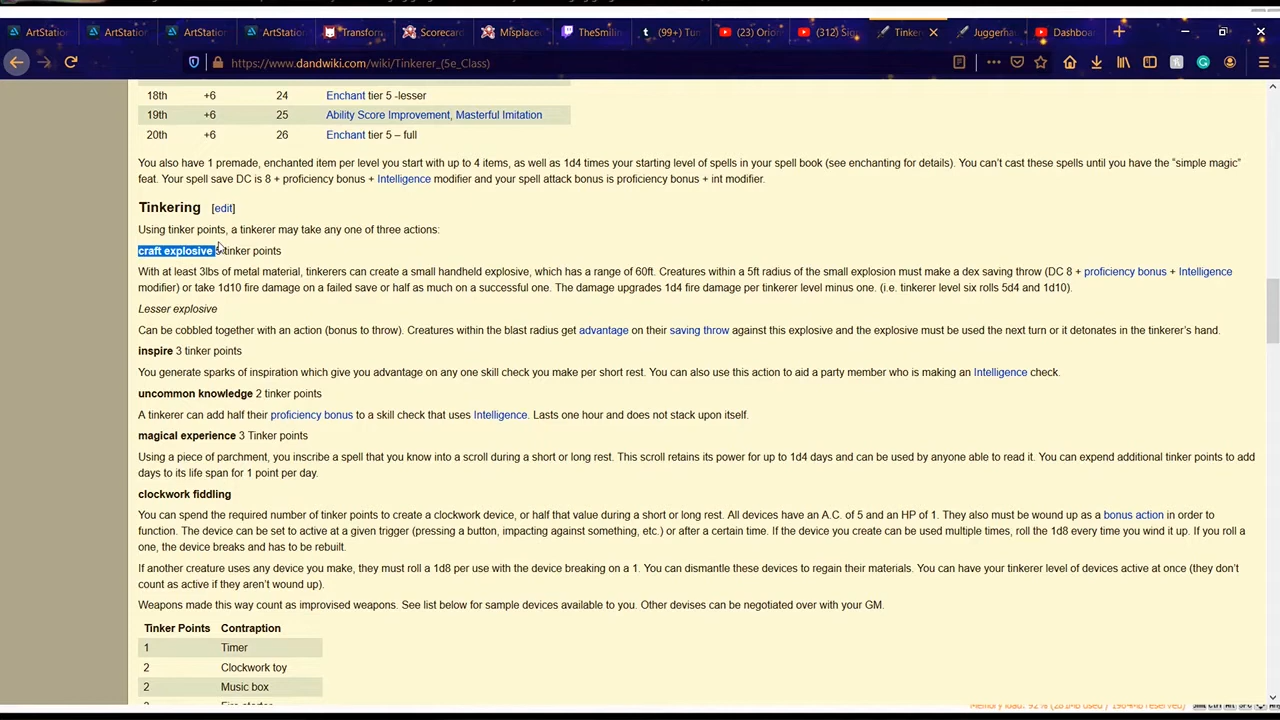 ArtStation
ArtStation
ArtStation
ArtStation
Transform
Scorecard
Misplace
TheSmilin
(99+) Tum
(23) Orio
(312) Sig
Tinker
Juggerha
Dashboa
https://www.dandwiki.com/wiki/Tinkerer_(5e_Class)
18th +6 24 Enchant tier 5 -lesser
19th +6 25 Ability Score Improvement, Masterful Imitation
20th +6 26 Enchant tier 5 – full
You also have 1 premade, enchanted item per level you start with up to 4 items, as well as 1d4 times your starting level of spells in your spell book (see enchanting for details). You can't cast these spells until you have the "simple magic"
feat. Your spell save DC is 8 + proficiency bonus + Intelligence modifier and your spell attack bonus is proficiency bonus + int modifier.
Tinkering [edit]
Using tinker points, a tinkerer may take any one of three actions:
craft explosive tinker points
With at least 3lbs of metal material, tinkerers can create a small handheld explosive, which has a range of 60ft. Creatures within a 5ft radius of the small explosion must make a dex saving throw (DC 8 + proficiency bonus + Intelligence
modifier) or take 1d10 fire damage on a failed save or half as much on a successful one. The damage upgrades 1d4 fire damage per tinkerer level minus one. (i.e. tinkerer level six rolls 5d4 and 1d10).
Lesser explosive
Can be cobbled together with an action (bonus to throw). Creatures within the blast radius get advantage on their saving throw against this explosive and the explosive must be used the next turn or it detonates in the tinkerer's hand.
inspire 3 tinker points
You generate sparks of inspiration which give you advantage on any one skill check you make per short rest. You can also use this action to aid a party member who is making an Intelligence check.
uncommon knowledge 2 tinker points
A tinkerer can add half their proficiency bonus to a skill check that uses Intelligence. Lasts one hour and does not stack upon itself.
magical experience 3 Tinker points
Using a piece of parchment, you inscribe a spell that you know into a scroll during a short or long rest. This scroll retains its power for up to 1d4 days and can be used by anyone able to read it. You can expend additional tinker points to add
days to its life span for 1 point per day.
clockwork fiddling
You can spend the required number of tinker points to create a clockwork device, or half that value during a short or long rest. All devices have an A.C. of 5 and an HP of 1. They also must be wound up as a bonus action in order to
function. The device can be set to active at a given trigger (pressing a button, impacting against something, etc.) or after a certain time. If the device you create can be used multiple times, roll the 1d8 every time you wind it up. If you roll a
one, the device breaks and has to be rebuilt.
If another creature uses any device you make, they must roll a 1d8 per use with the device breaking on a 1. You can dismantle these devices to regain their materials. You can have your tinkerer level of devices active at once (they don't
count as active if they aren't wound up).
Weapons made this way count as improvised weapons. See list below for sample devices available to you. Other devises can be negotiated over with your GM.
Tinker Points Contraption
1 Timer
2 Clockwork toy
2 Music box